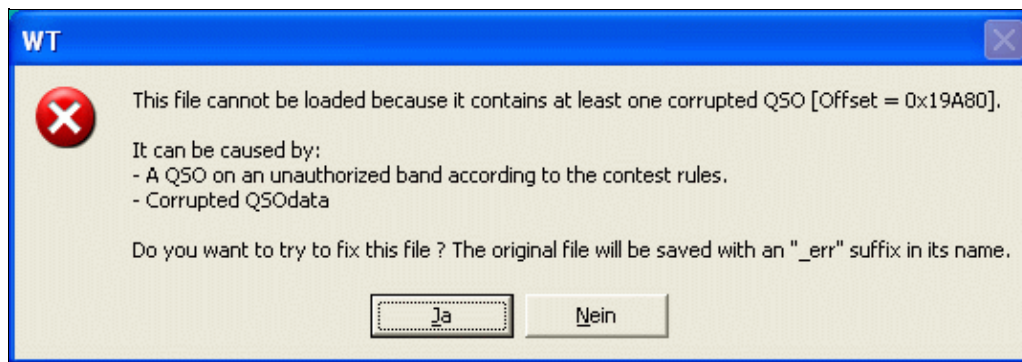 WT
This file cannot be loaded because it contains at least one corrupted QSO [Offset = 0x19A80].
It can be caused by:
- A QSO on an unauthorized band according to the contest rules.
- Corrupted QSOdata
Do you want to try to fix this file ? The original file will be saved with an "_err" suffix in its name.
Ja
Nein